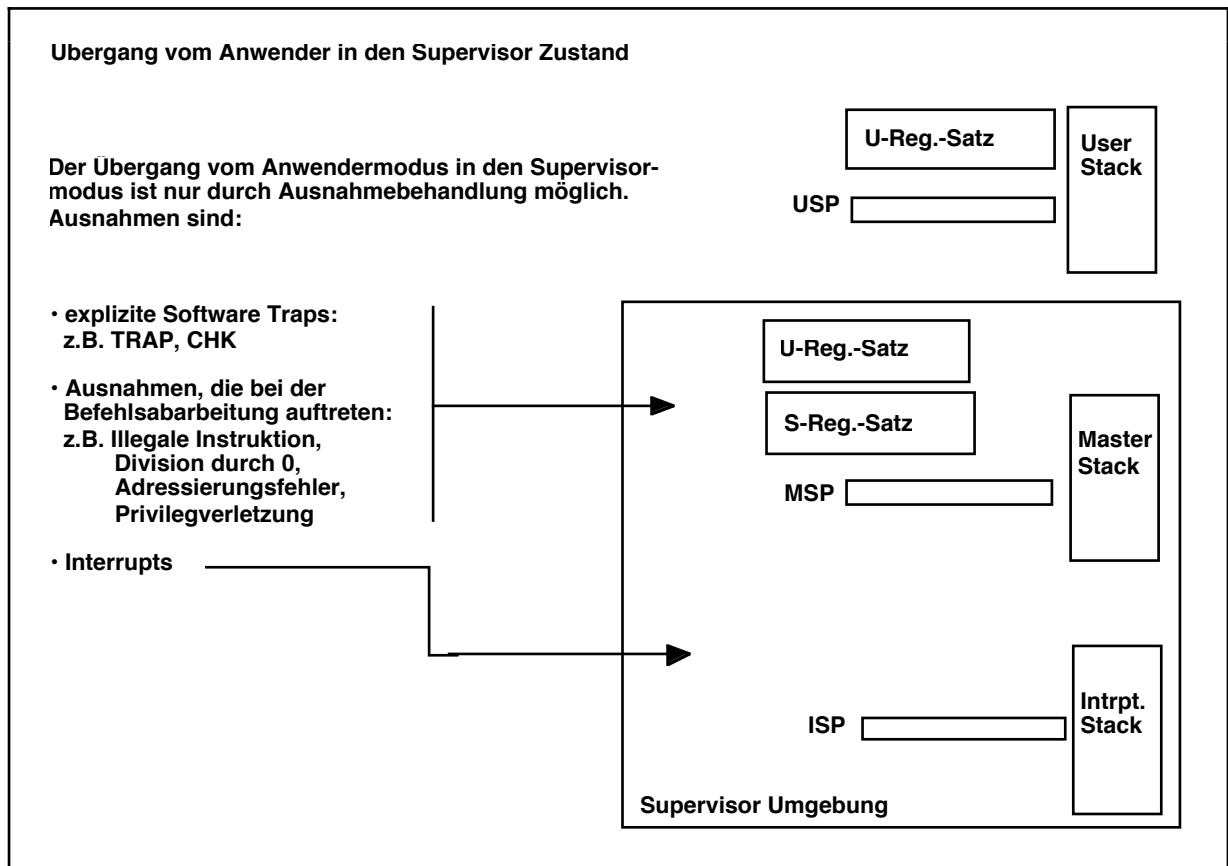 Ubergang vom Anwender in den Supervisor Zustand
Der Übergang vom Anwendermodus in den Supervisor-
modus ist nur durch Ausnahmebehandlung möglich.
Ausnahmen sind:
U-Reg.-Satz
User
Stack
USP
• explizite Software Traps:
z.B. TRAP, CHK
• Ausnahmen, die bei der
Befehlsabarbeitung auftreten:
z.B. Illegale Instruktion,
Division durch 0,
Adressierungsfehler,
Privilegverletzung
• Interrupts
U-Reg.-Satz
S-Reg.-Satz
Master
Stack
MSP
Intrpt.
Stack
ISP
Supervisor Umgebung